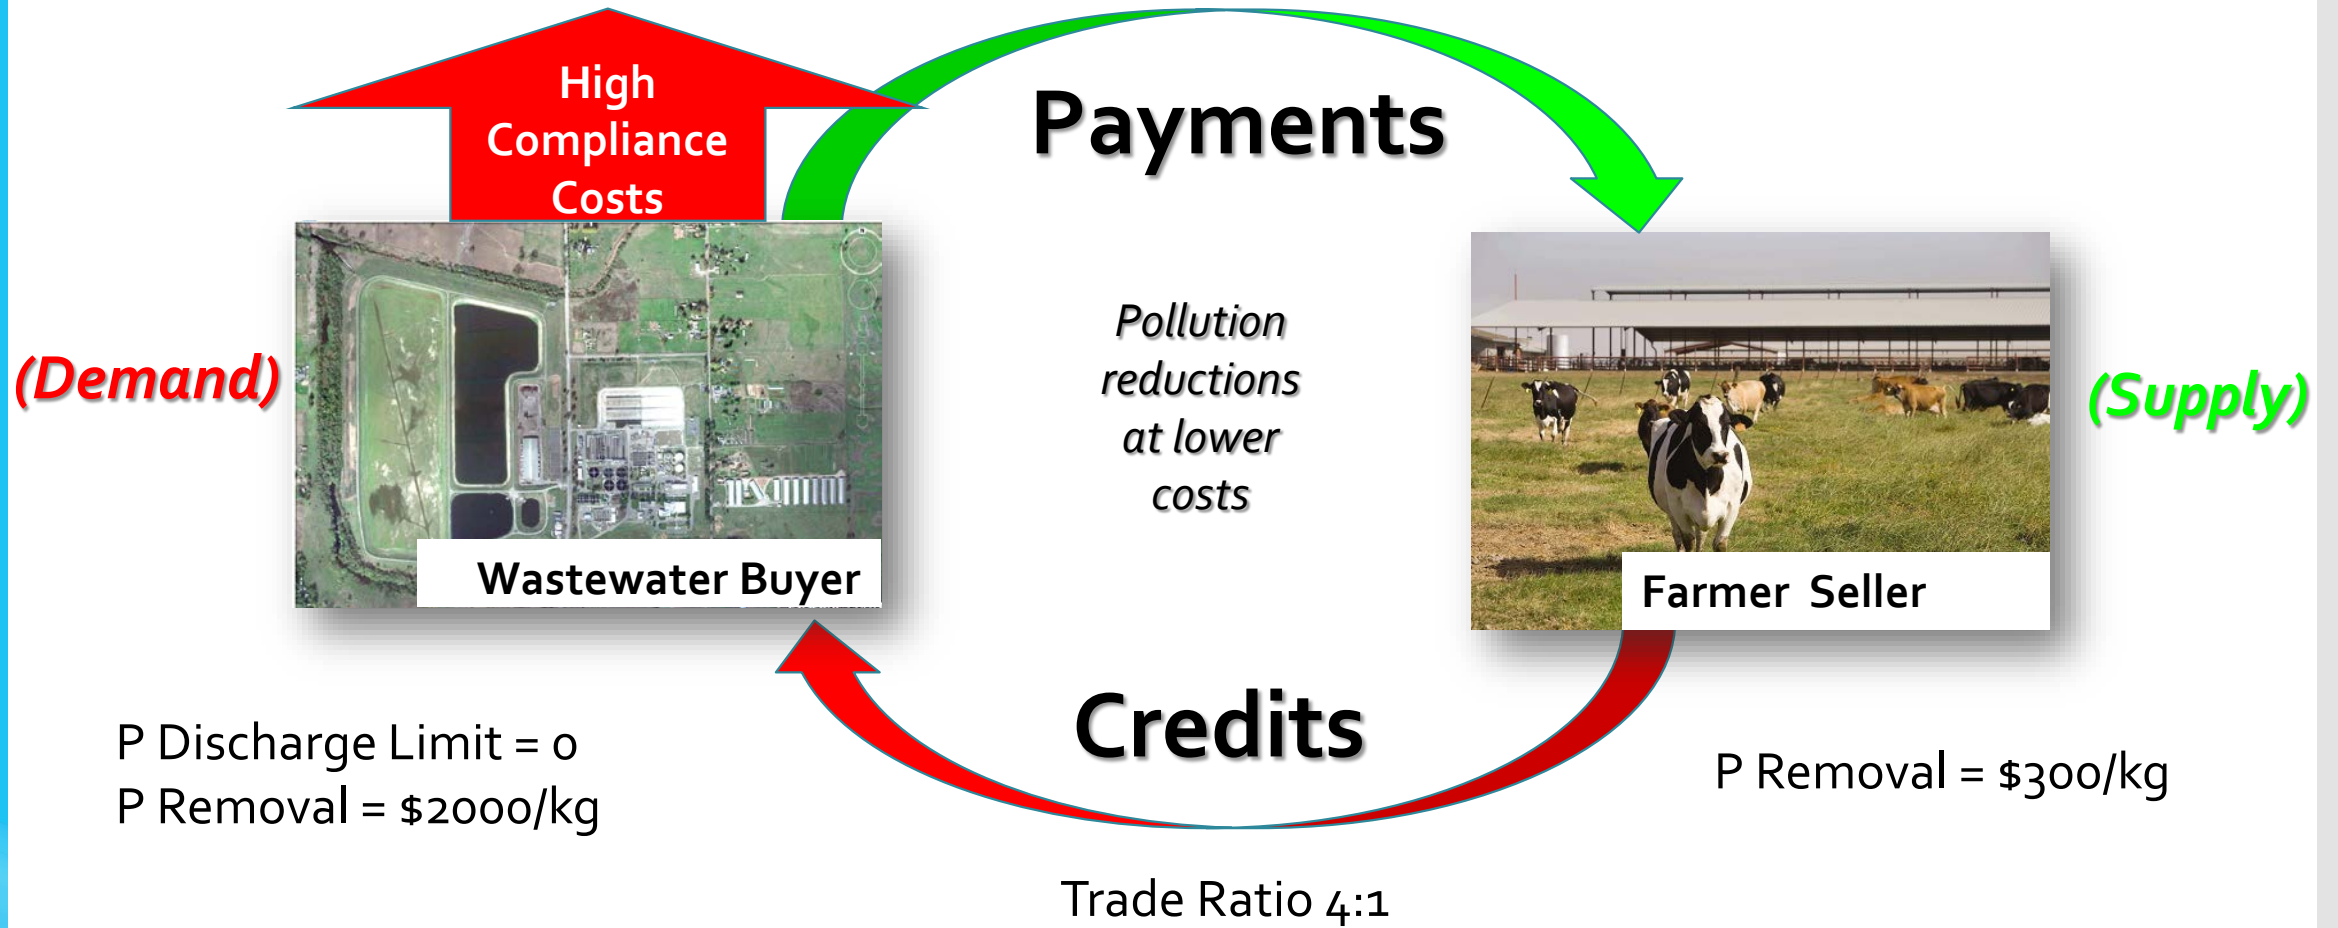 High
Compliance
Costs
Payments
Pollution
reductions
at lower
costs
(Demand)
(Supply)
Wastewater Buyer
Farmer Seller
Credits
P Discharge Limit = 0
P Removal = $2000/kg
P Removal = $300/kg
Trade Ratio 4:1